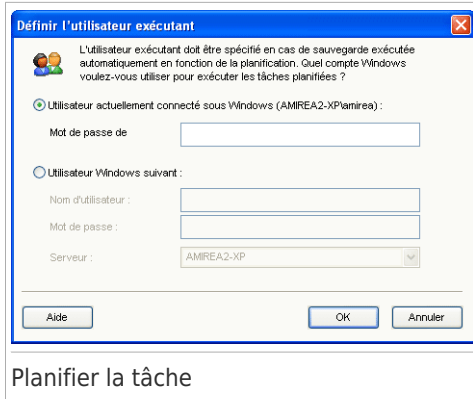 Définir l'utilisateur exécutant
L'utilisateur exécutant doit être spécifié en cas de sauvegarde exécutée
automatiquement en fonction de la planification. Quel compte Windows
voulez-vous utiliser pour exécuter les tâches planifiées ?
Utilisateur actuellement connecté sous Windows (AMIREA2-XP\amirea) :
Mot de passe de
Utilisateur Windows suivant :
Nom d'utilisateur :
Mot de passe :
Serveur :
AMIREA2-XP
Aide
OK
Annuler
Planifier la tâche